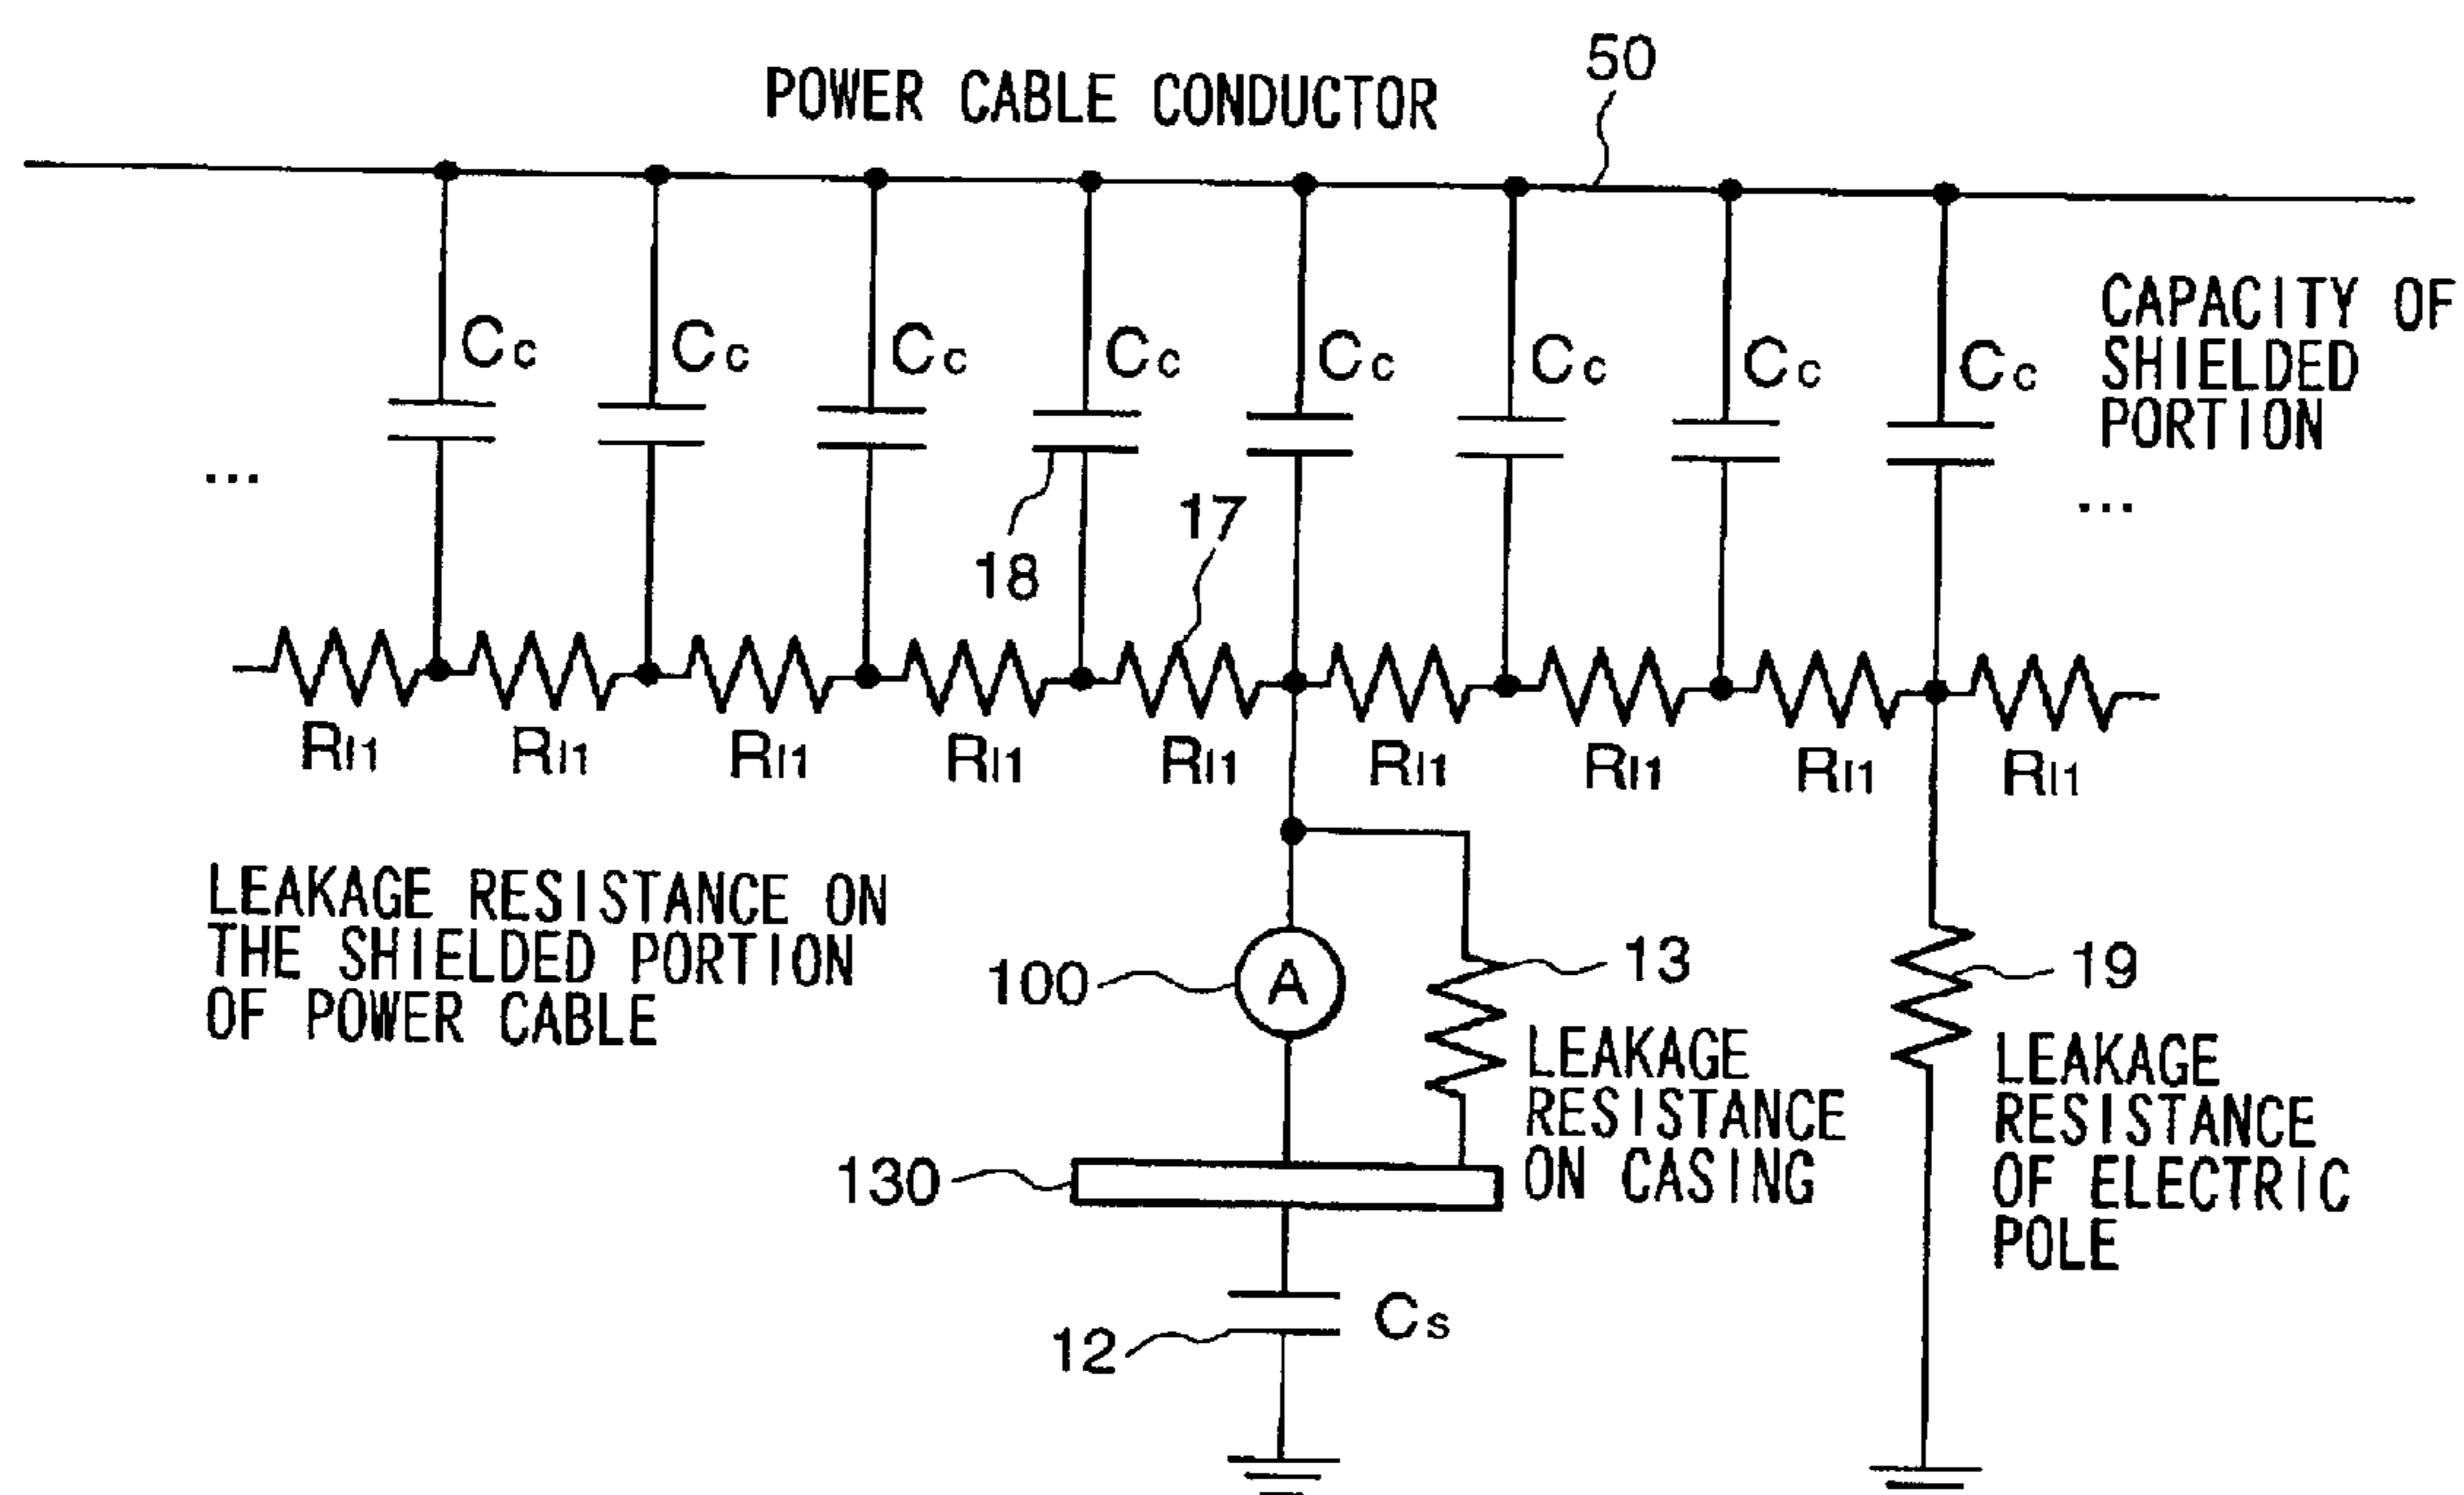 50
POWER CABLE CONDUCTOR
Cc Cc Cc Cc Cc Cc Cc Cc
CAPACITY OF
SHIELDED
PORTION
...
...
17
18
Rl1 Rl1 Rl1 Rl1 Rl1 Rl1 Rl1 Rl1 Rl1
LEAKAGE RESISTANCE ON
THE SHIELDED PORTION
OF POWER CABLE
100
A
13
LEAKAGE
RESISTANCE
ON CASING
19
LEAKAGE
RESISTANCE
OF ELECTRIC
POLE
130
Cs
12